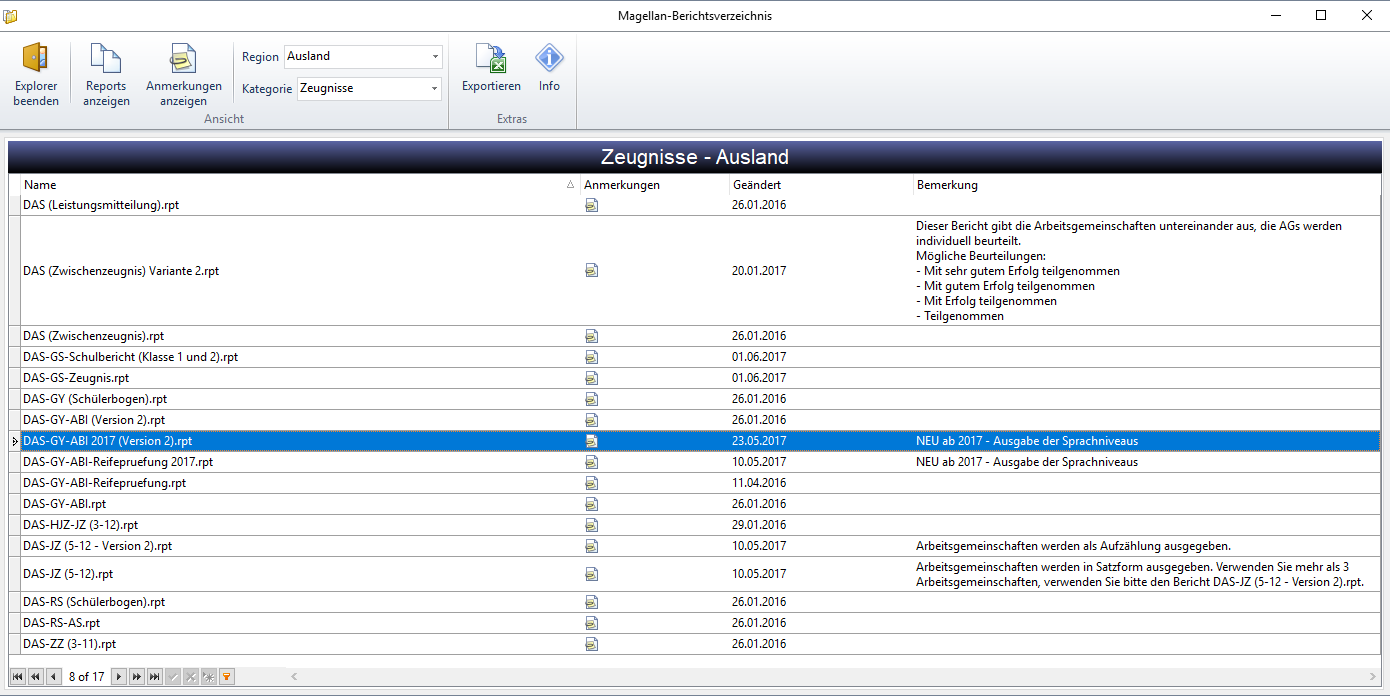 Magellan-Berichtsverzeichnis
Explorer beenden
Reports anzeigen
Anmerkungen anzeigen
Region Ausland
Kategorie Zeugnisse
Ansicht
Exportieren
Info
Extras
Zeugnisse - Ausland
Name Anmerkungen Geändert Bemerkung
DAS (Leistungsmitteilung).rpt 26.01.2016
DAS (Zwischenzeugnis) Variante 2.rpt 20.01.2017
Dieser Bericht gibt die Arbeitsgemeinschaften untereinander aus, die AGs werden
individuell beurteilt.
Mögliche Beurteilungen:
- Mit sehr gutem Erfolg teilgenommen
- Mit gutem Erfolg teilgenommen
- Mit Erfolg teilgenommen
- Teilgenommen
DAS (Zwischenzeugnis).rpt 26.01.2016
DAS-GS-Schulbericht (Klasse 1 und 2).rpt 01.06.2017
DAS-GS-Zeugnis.rpt 01.06.2017
DAS-GY (Schülerbogen).rpt 26.01.2016
DAS-GY-ABI (Version 2).rpt 26.01.2016
DAS-GY-ABI 2017 (Version 2).rpt 23.05.2017 NEU ab 2017 - Ausgabe der Sprachniveaus
DAS-GY-ABI-Reifepruefung 2017.rpt 10.05.2017 NEU ab 2017 - Ausgabe der Sprachniveaus
DAS-GY-ABI-Reifepruefung.rpt 11.04.2016
DAS-GY-ABI.rpt 26.01.2016
DAS-HJZ-JZ (3-12).rpt 29.01.2016
DAS-JZ (5-12 - Version 2).rpt 10.05.2017 Arbeitsgemeinschaften werden als Aufzählung ausgegeben.
DAS-JZ (5-12).rpt 10.05.2017
Arbeitsgemeinschaften werden in Satzform ausgegeben. Verwenden Sie mehr als 3
Arbeitsgemeinschaften, verwenden Sie bitte den Bericht DAS-JZ (5-12 - Version 2).rpt.
DAS-RS (Schülerbogen).rpt 26.01.2016
DAS-RS-AS.rpt 26.01.2016
DAS-ZZ (3-11).rpt 26.01.2016
8 of 17